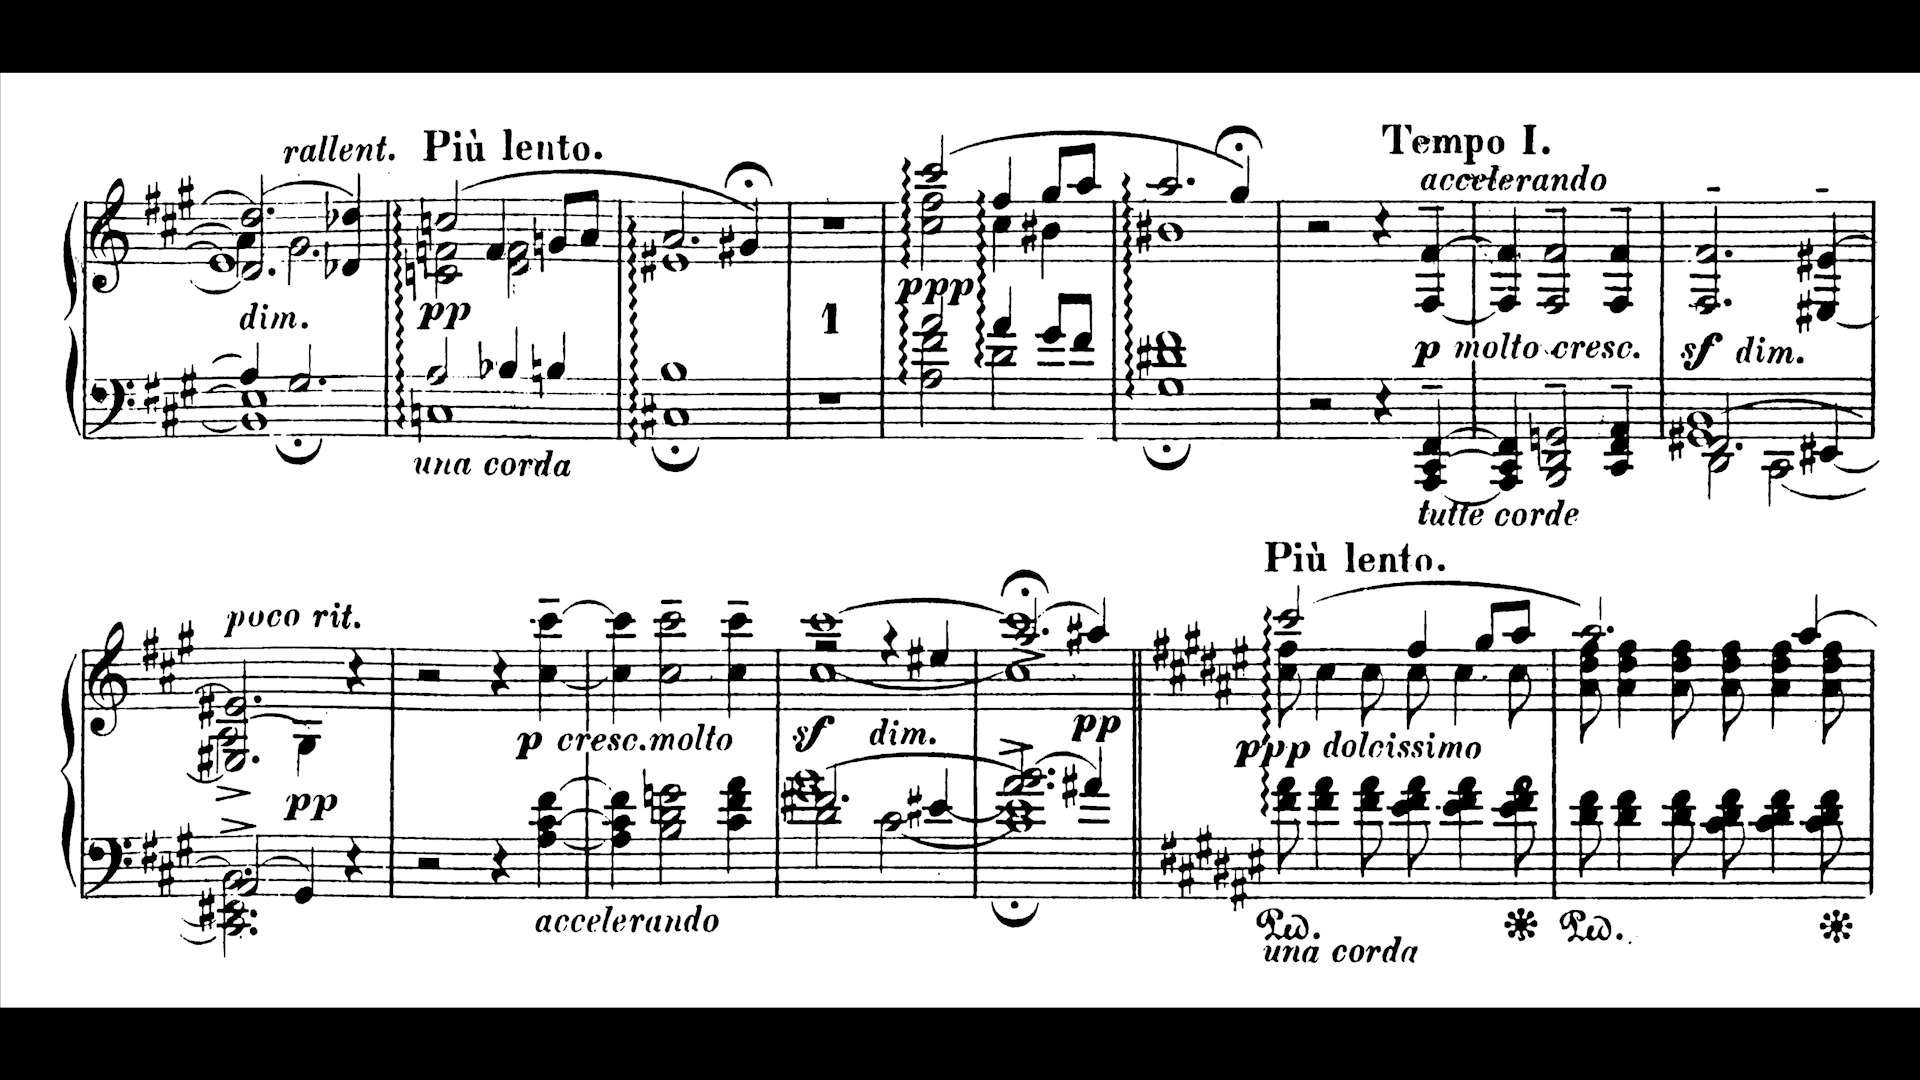 rallent. Più lento. Tempo I.
accelerando
dim. pp ppp
1
p molto cresc. sf dim.
una corda
tutte corde
Più lento.
poco rit.
p cresc. molto sf dim. pp
ppp dolcissimo
pp
accelerando Ped. Ped.
una corda